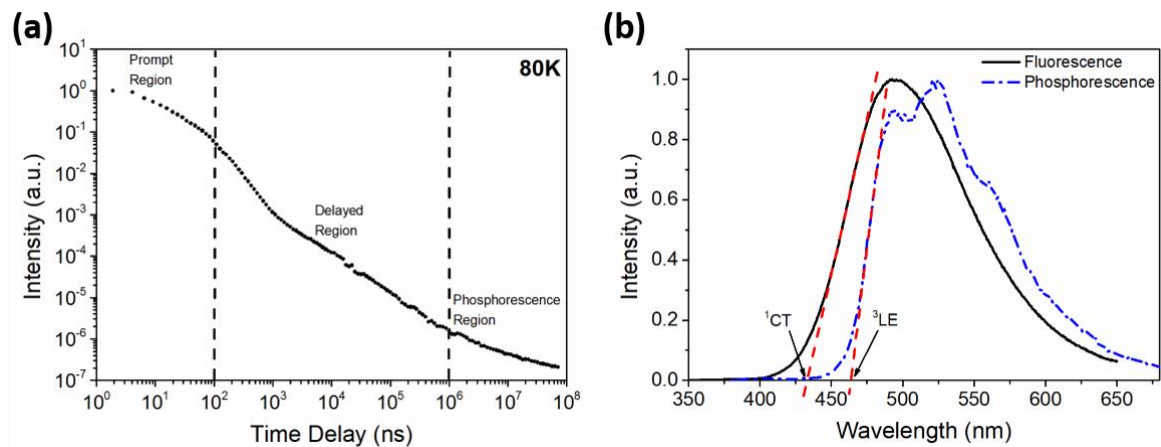 (a)
10¹
10⁰
10⁻¹
10⁻²
10⁻³
10⁻⁴
10⁻⁵
10⁻⁶
10⁻⁷
Intensity (a.u.)
Prompt
Region
80K
Delayed
Region
Phosphorescence
Region
10⁰ 10¹ 10² 10³ 10⁴ 10⁵ 10⁶ 10⁷ 10⁸
Time Delay (ns)
(b)
Fluorescence
Phosphorescence
1.0
0.8
0.6
0.4
0.2
0.0
Intensity (a.u.)
¹CT
³LE
350 400 450 500 550 600 650
Wavelength (nm)